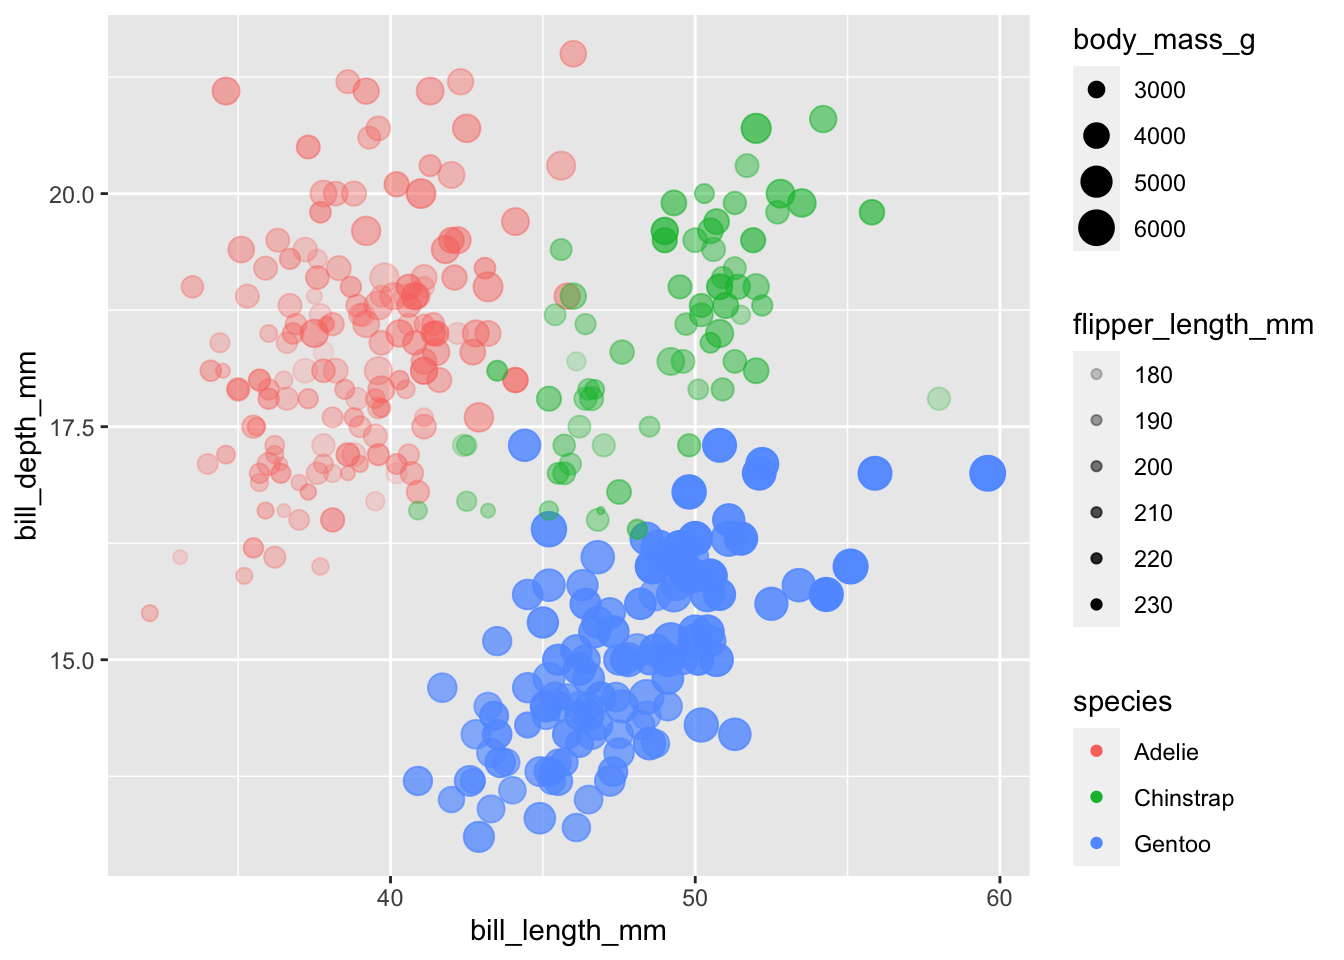 bill_depth_mm
20.0
17.5
15.0
40
50
60
bill_length_mm
body_mass_g
3000
4000
5000
6000
flipper_length_mm
180
190
200
210
220
230
species
Adelie
Chinstrap
Gentoo